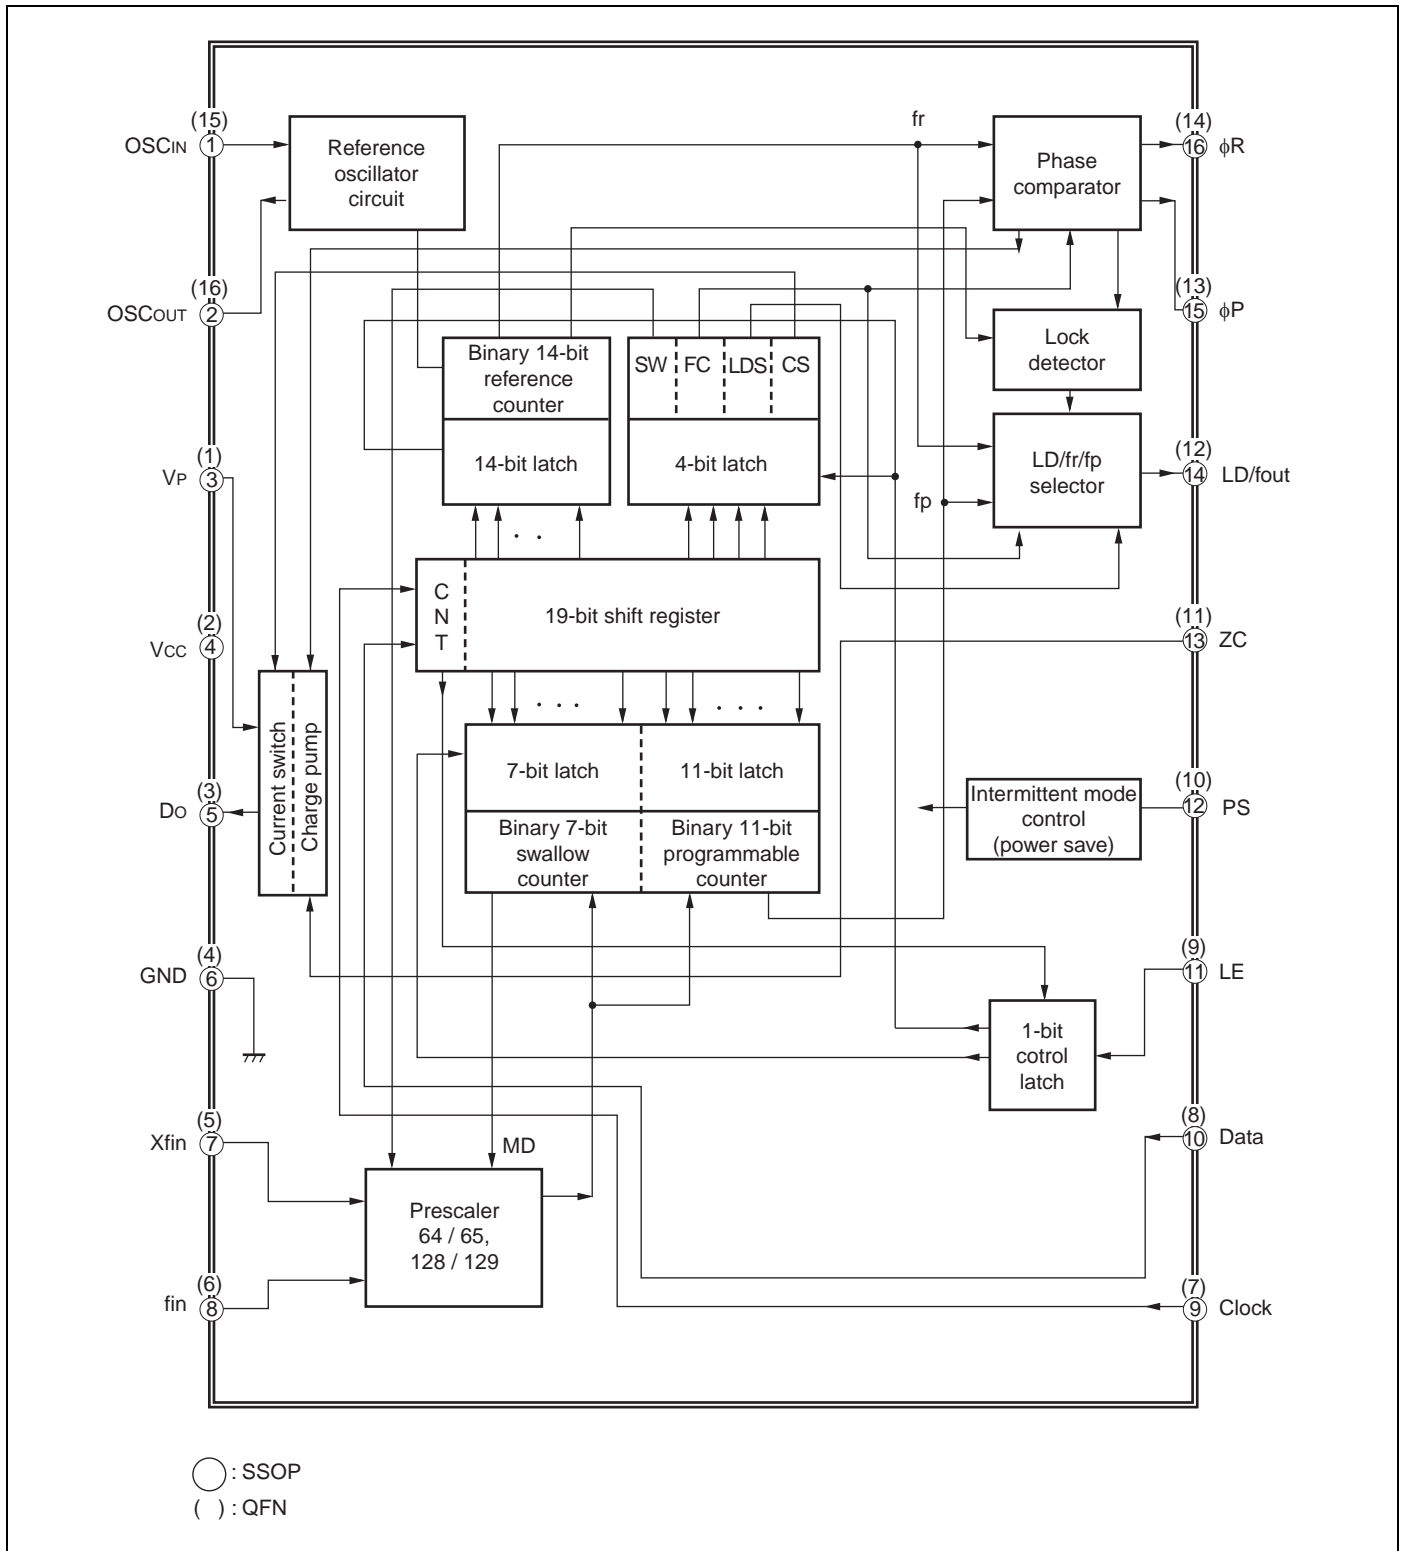 (15)
OSCIN 1
Reference
oscillator
circuit
fr
Phase
comparator
(14)
16 ϕR
(16)
OSCOUT 2
(13)
15 ϕP
Binary 14-bit
reference
counter
SW FC LDS CS
Lock
detector
14-bit latch
4-bit latch
LD/fr/fp
selector
(12)
14 LD/fout
(1)
VP 3
fp
. .
C
N
T
19-bit shift register
(2)
VCC 4
(11)
13 ZC
. . .
. . .
Current switch
Charge pump
7-bit latch
11-bit latch
(3)
DO 5
Binary 7-bit
swallow
counter
Binary 11-bit
programmable
counter
Intermittent mode
control
(power save)
(10)
12 PS
(4)
GND 6
(9)
11 LE
1-bit
cotrol
latch
(5)
Xfin 7
MD
(8)
10 Data
Prescaler
64 / 65,
128 / 129
(6)
fin 8
(7)
9 Clock
: SSOP
( ) : QFN